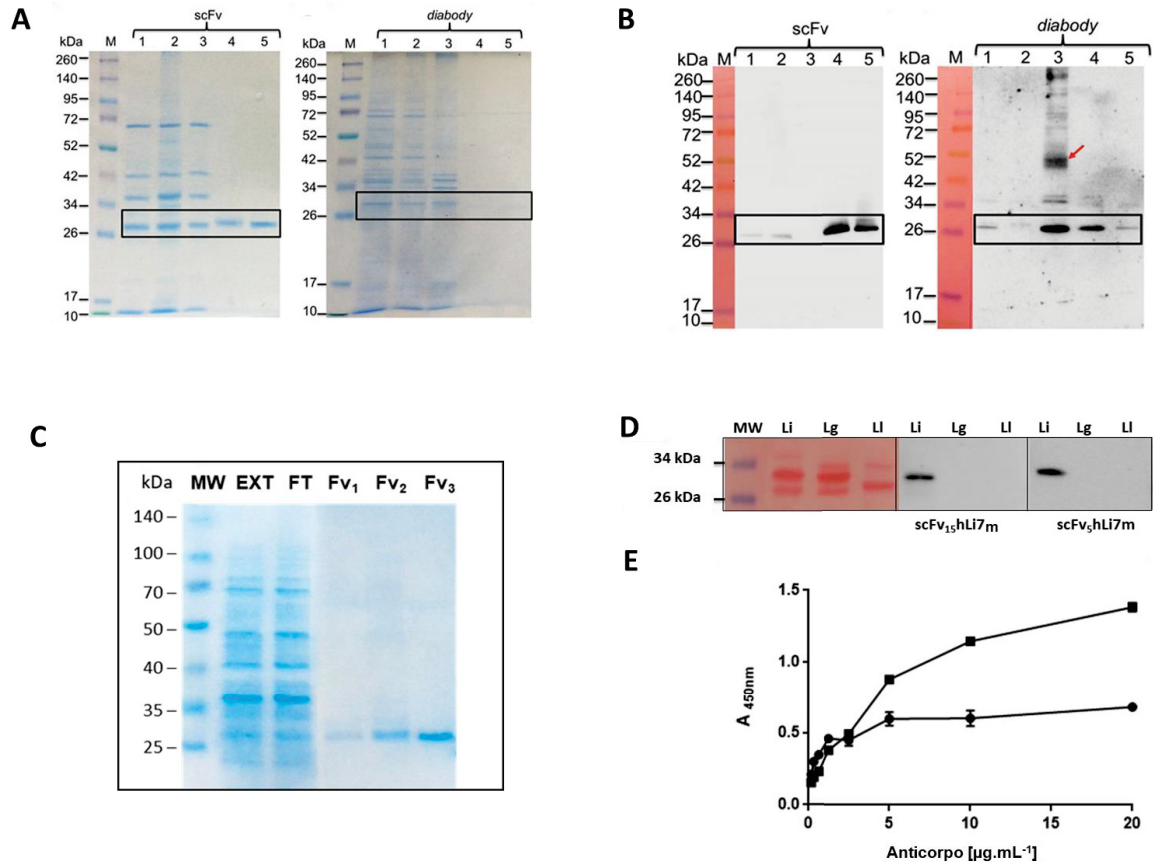 A
scFv
diabody
kDa M 1 2 3 4 5
260
140
95
72
52
42
34
26
17
10
kDa M 1 2 3 4 5
260
140
95
72
52
42
34
26
17
10
B
scFv
diabody
kDa M 1 2 3 4 5
260
140
95
72
52
42
34
26
17
10
kDa M 1 2 3 4 5
260
140
95
72
52
42
34
26
17
10
C
kDa MW EXT FT Fv1 Fv2 Fv3
140
100
70
50
40
35
25
D
MW Li Lg Ll Li Lg Ll Li Lg Ll
34 kDa
26 kDa
scFv15hLi7m
scFv5hLi7m
E
A 450nm
1.5
1.0
0.5
0.0
0 5 10 15 20
Anticorpo [µg.mL-1]